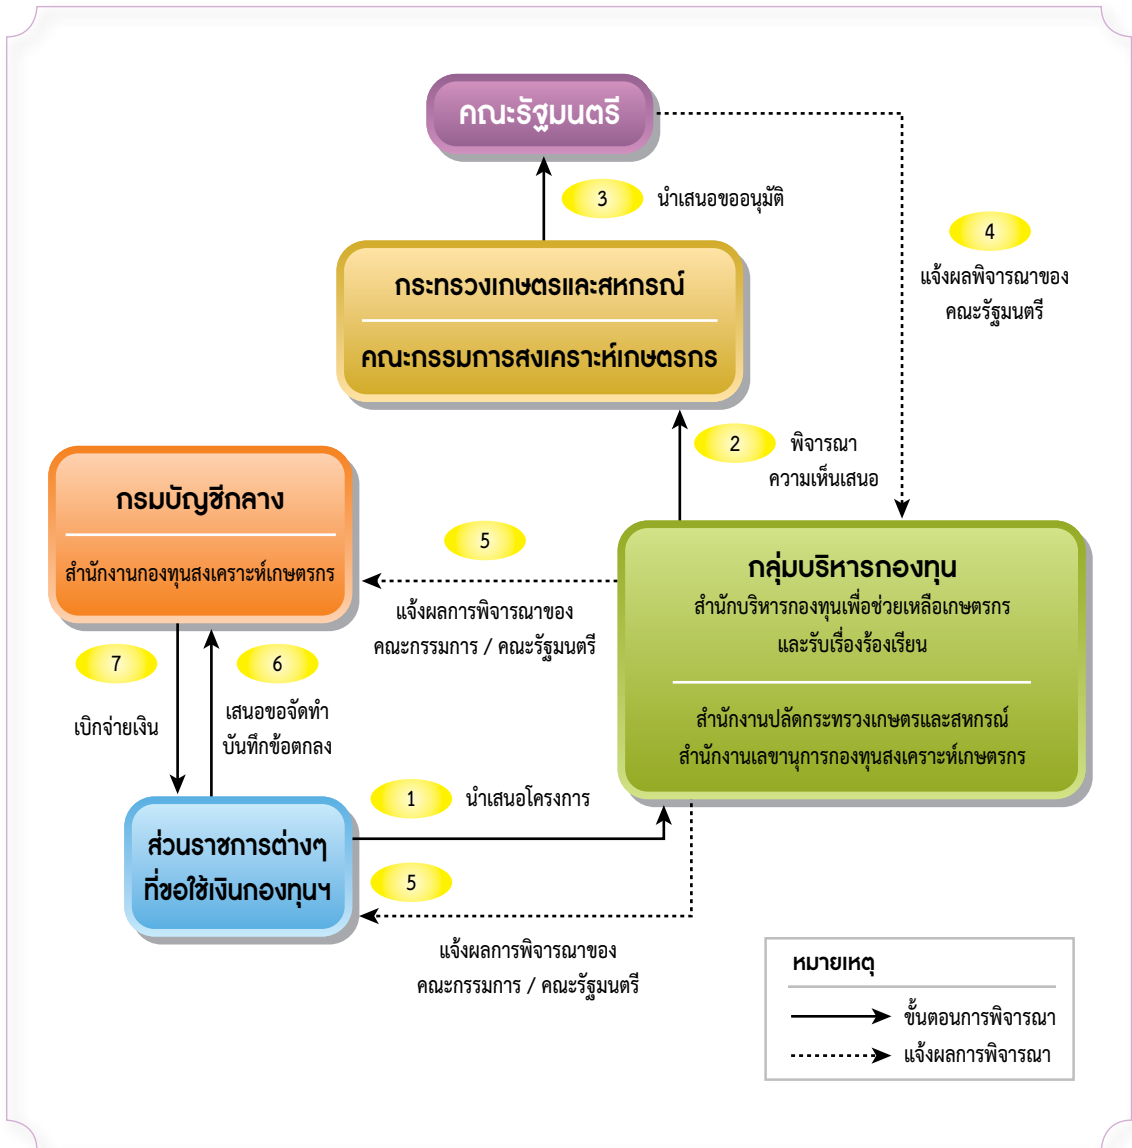 คณะรัฐมนตรี
3 นำเสนอขออนุมัติ
4
แจ้งผลพิจารณาของ
คณะรัฐมนตรี
กระทรวงเกษตรและสหกรณ์
คณะกรรมการสงเคราะห์เกษตรกร
2 พิจารณา
ความเห็นเสนอ
กรมบัญชีกลาง
สำนักงานกองทุนสงเคราะห์เกษตรกร
5
แจ้งผลการพิจารณาของ
คณะกรรมการ / คณะรัฐมนตรี
กลุ่มบริหารกองทุน
สำนักบริหารกองทุนเพื่อช่วยเหลือเกษตรกร
และรับเรื่องร้องเรียน
สำนักงานปลัดกระทรวงเกษตรและสหกรณ์
สำนักงานเลขานุการกองทุนสงเคราะห์เกษตรกร
7
เบิกจ่ายเงิน
6
เสนอขอจัดทำ
บันทึกข้อตกลง
1 นำเสนอโครงการ
ส่วนราชการต่างๆ
ที่ขอใช้เงินกองทุนฯ
5
แจ้งผลการพิจารณาของ
คณะกรรมการ / คณะรัฐมนตรี
หมายเหตุ
ขั้นตอนการพิจารณา
แจ้งผลการพิจารณา